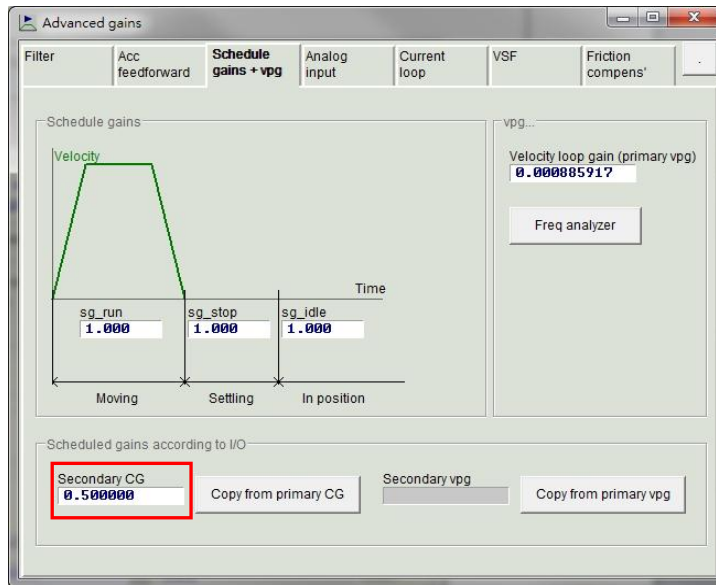 Advanced gains
Filter
Acc
feedforward
Schedule
gains + vpg
Analog
input
Current
loop
VSF
Friction
compens'
.
Schedule gains
vpg...
Velocity
Velocity loop gain (primary vpg)
0.000885917
Freq analyzer
Time
sg_run
sg_stop
sg_idle
1.000
1.000
1.000
Moving
Settling
In position
Scheduled gains according to I/O
Secondary CG
0.500000
Copy from primary CG
Secondary vpg
Copy from primary vpg